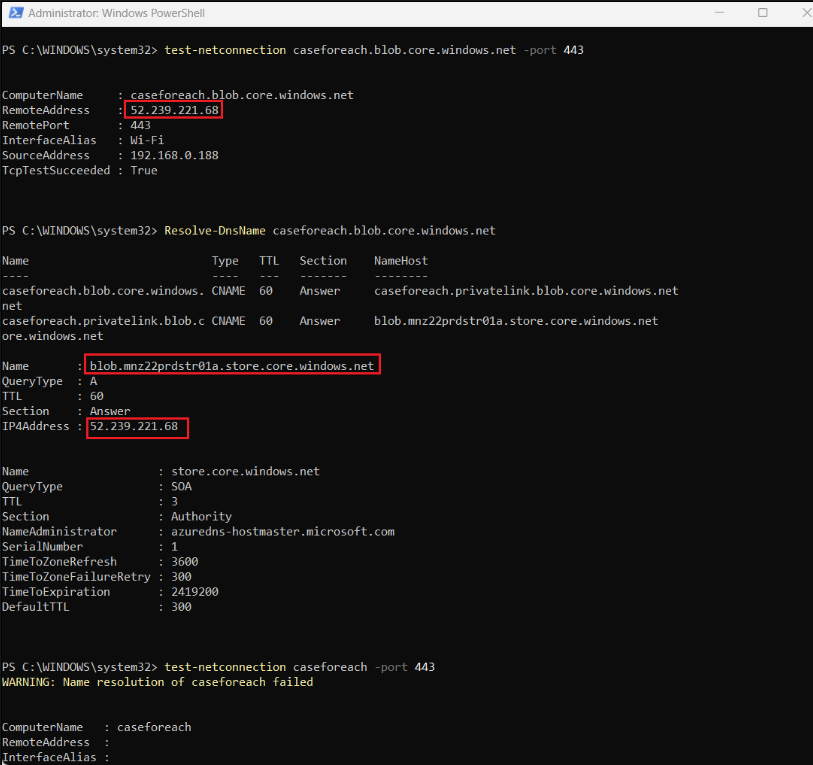 Administrator: Windows PowerShell
PS C:\WINDOWS\system32> test-netconnection caseforeach.blob.core.windows.net -port 443
ComputerName : caseforeach.blob.core.windows.net
RemoteAddress : 52.239.221.68
RemotePort : 443
InterfaceAlias : Wi-Fi
SourceAddress : 192.168.0.188
TcpTestSucceeded : True
PS C:\WINDOWS\system32> Resolve-DnsName caseforeach.blob.core.windows.net
Name Type TTL Section NameHost
---- ---- --- ------- --------
caseforeach.blob.core.windows. CNAME 60 Answer caseforeach.privatelink.blob.core.windows.net
net
caseforeach.privatelink.blob.c CNAME 60 Answer blob.mnz22prdstr01a.store.core.windows.net
ore.windows.net
Name : blob.mnz22prdstr01a.store.core.windows.net
QueryType : A
TTL : 60
Section : Answer
IP4Address : 52.239.221.68
Name : store.core.windows.net
QueryType : SOA
TTL : 3
Section : Authority
NameAdministrator : azuredns-hostmaster.microsoft.com
SerialNumber : 1
TimeToZoneRefresh : 3600
TimeToZoneFailureRetry : 300
TimeToExpiration : 2419200
DefaultTTL : 300
PS C:\WINDOWS\system32> test-netconnection caseforeach -port 443
WARNING: Name resolution of caseforeach failed
ComputerName : caseforeach
RemoteAddress :
InterfaceAlias :